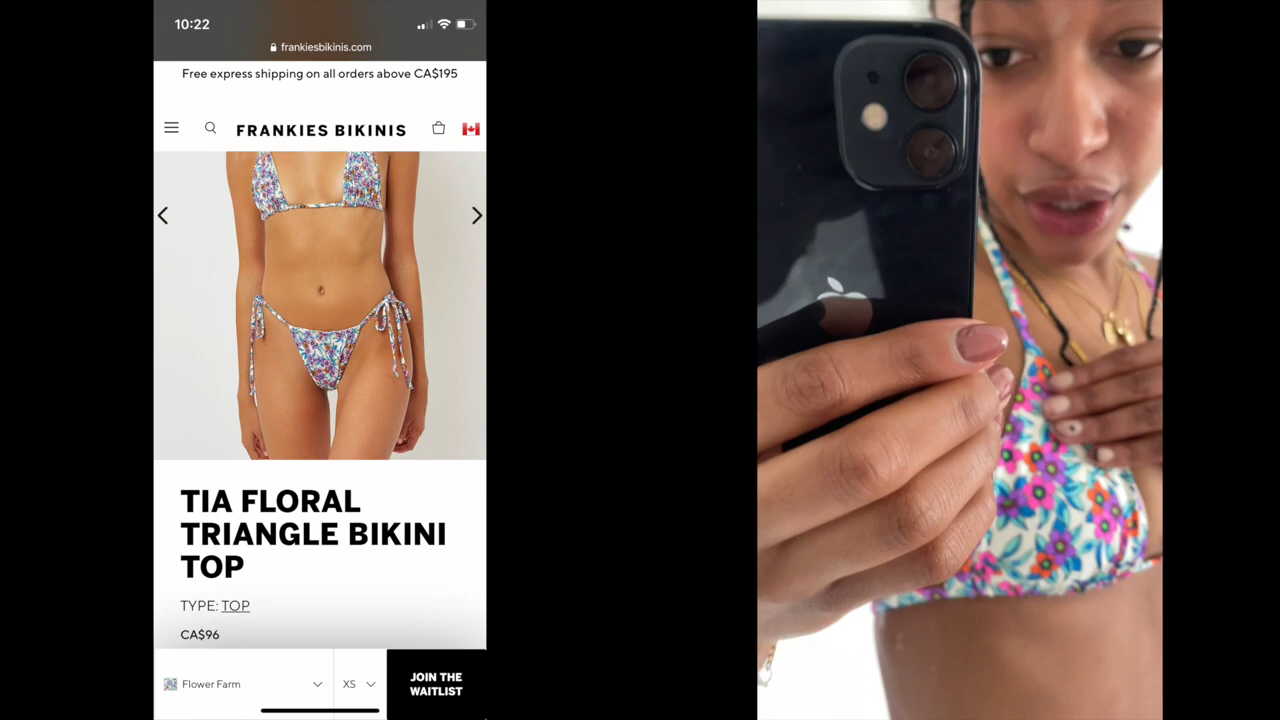 10:22
frankiesbikinis.com
Free express shipping on all orders above CA$195
FRANKIES BIKINIS
TIA FLORAL
TRIANGLE BIKINI
TOP
TYPE: TOP
CA$96
Flower Farm
XS
JOIN THE
WAITLIST